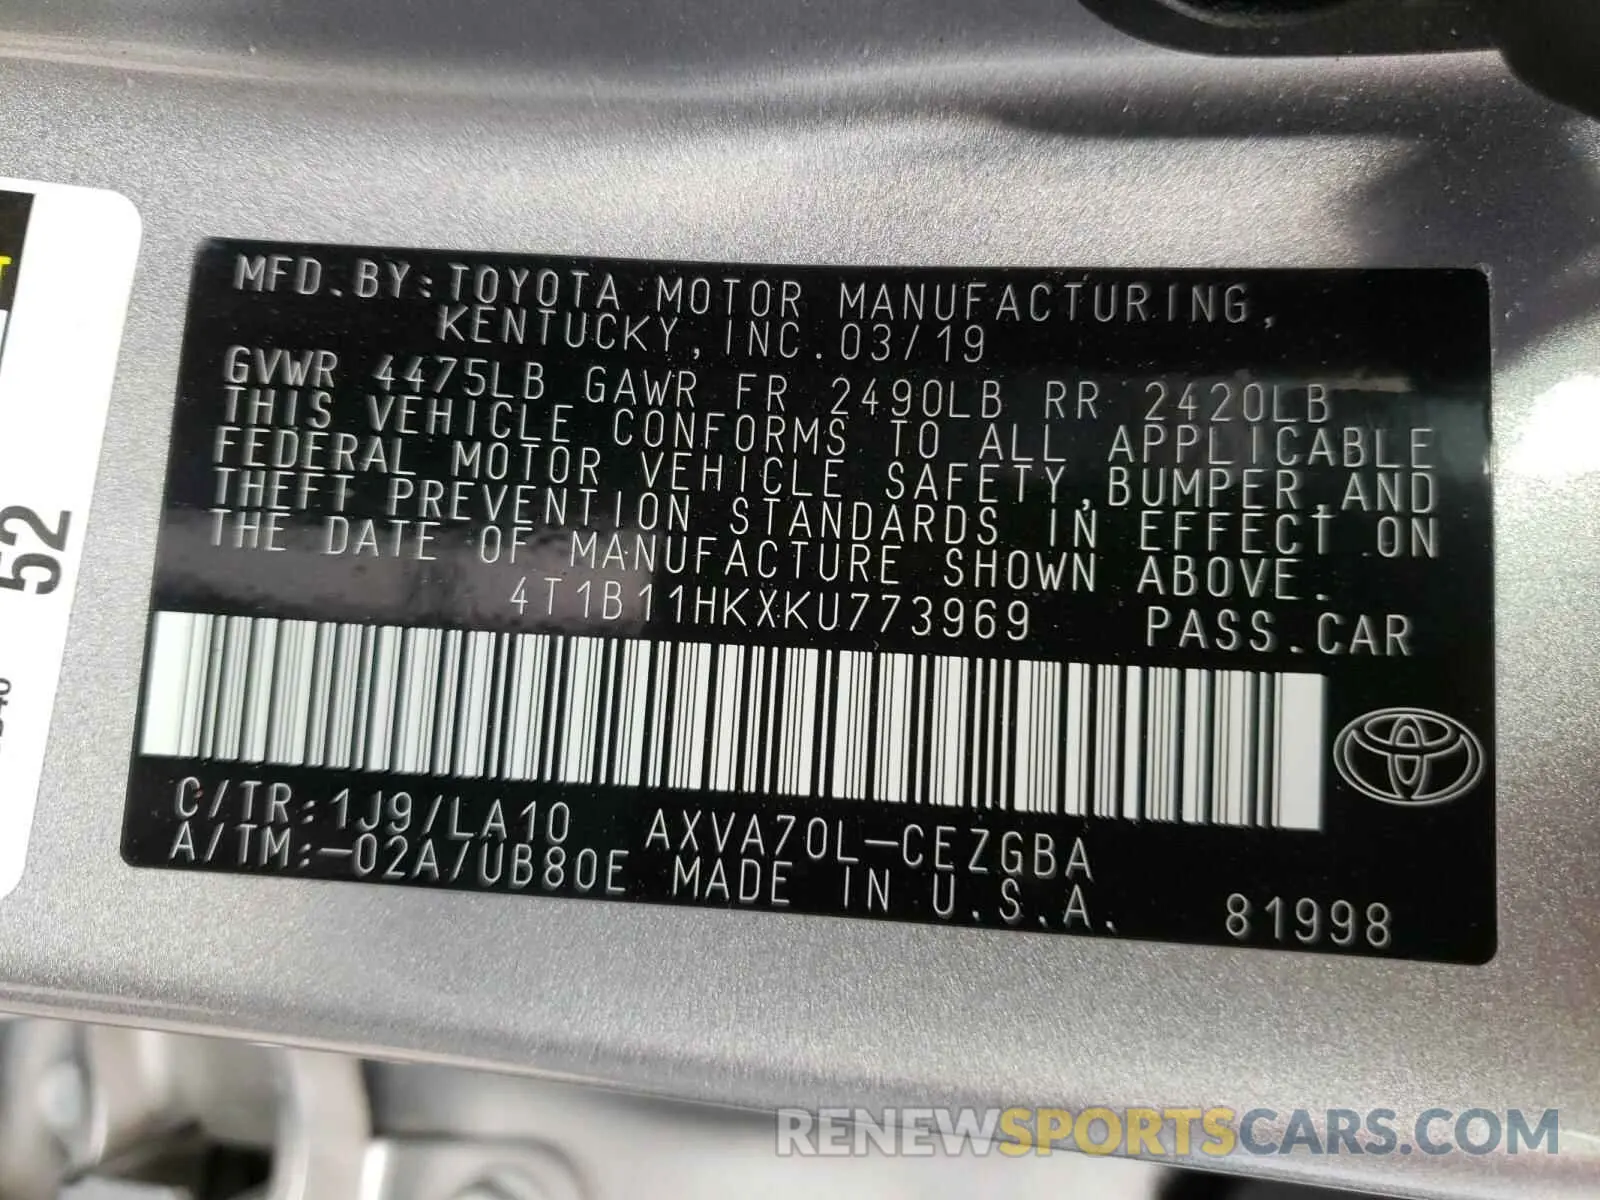 MFD.BY:TOYOTA MOTOR MANUFACTURING,
KENTUCKY,INC.03/19
GVWR 4475LB GAWR FR 2490LB RR 2420LB
THIS VEHICLE CONFORMS TO ALL APPLICABLE
FEDERAL MOTOR VEHICLE SAFETY,BUMPER,AND
THEFT PREVENTION STANDARDS IN EFFECT ON
THE DATE OF MANUFACTURE SHOWN ABOVE.
4T1B11HKXKU773969 PASS.CAR
C/TR:1J9/LA10 AXVA70L-CEZGBA
A/TM:-02A/UB80E MADE IN U.S.A.
81998
52
RENEWSPORTSCARS.COM